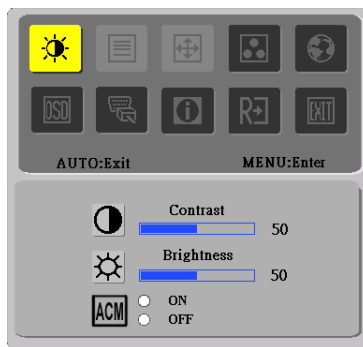 OSD
i
R
EXIT
AUTO:Exit MENU:Enter
Contrast
50
Brightness
50
ACM ON
OFF